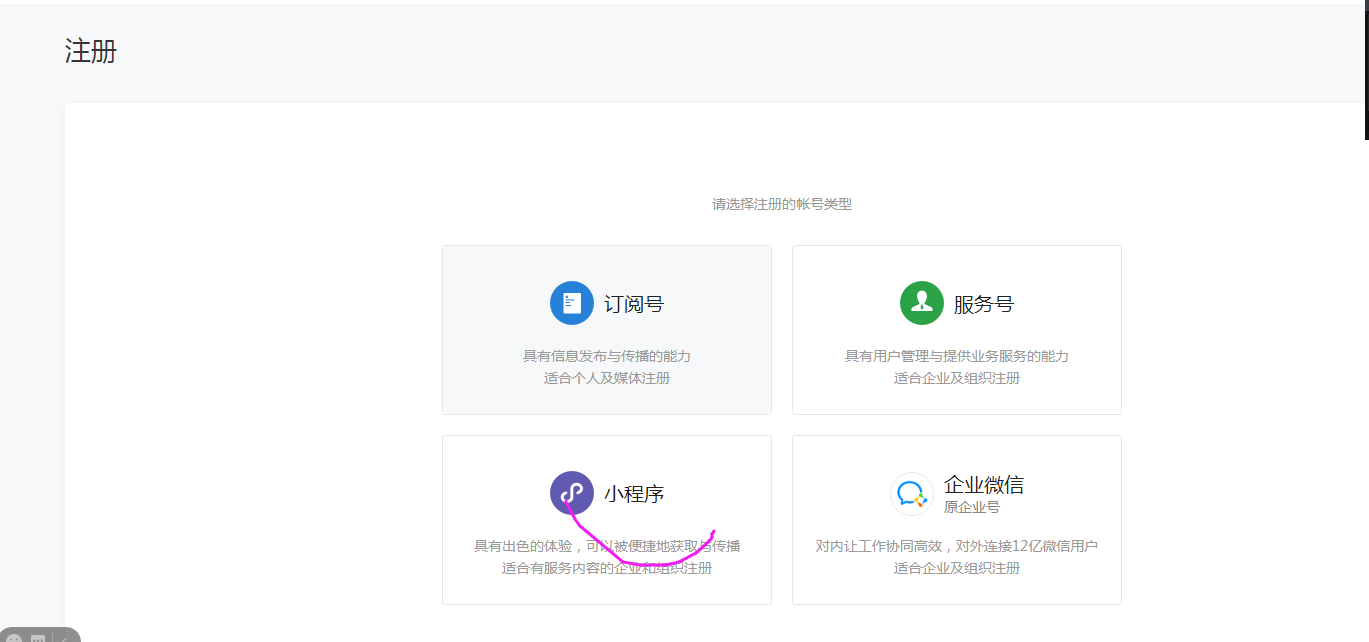 注册
请选择注册的帐号类型
订阅号
具有信息发布与传播的能力
适合个人及媒体注册
服务号
具有用户管理与提供业务服务的能力
适合企业及组织注册
小程序
具有出色的体验，可以被便捷地获取与传播
适合有服务内容的企业和组织注册
企业微信
原企业号
对内让工作协同高效，对外连接12亿微信用户
适合企业及组织注册